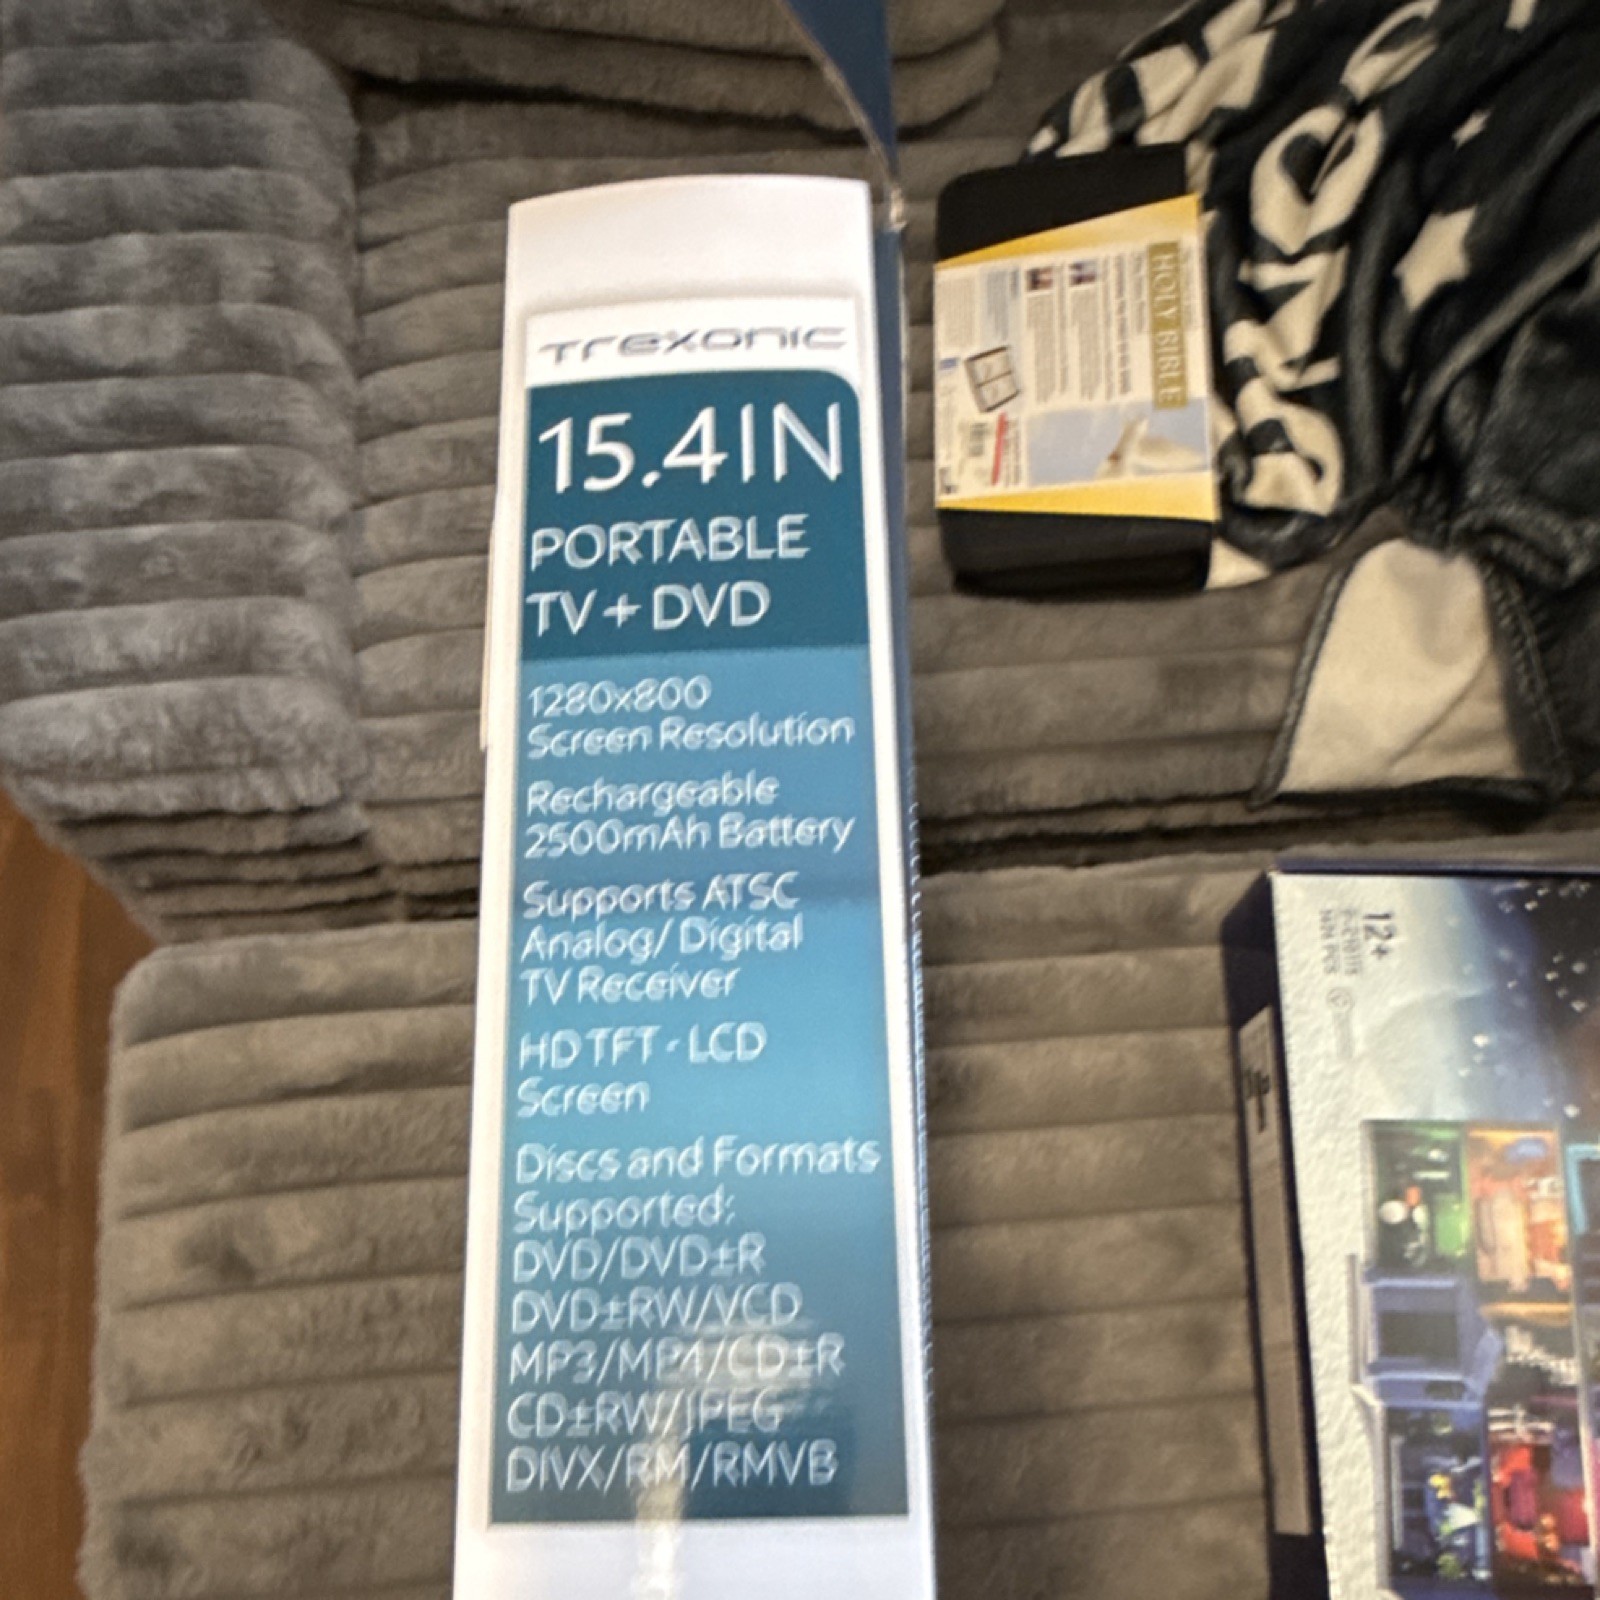 Trexonic
15.4IN
PORTABLE
TV + DVD
1280x800
Screen Resolution
Rechargeable
2500mAh Battery
Supports ATSC
Analog/ Digital
TV Receiver
HD TFT - LCD
Screen
Discs and Formats
Supported:
DVD/DVD±R
DVD±RW/VCD
MP3/MP4/CD±R
CD±RW/JPEG
DIVX/RM/RMVB
HOLY BIBLE
12+